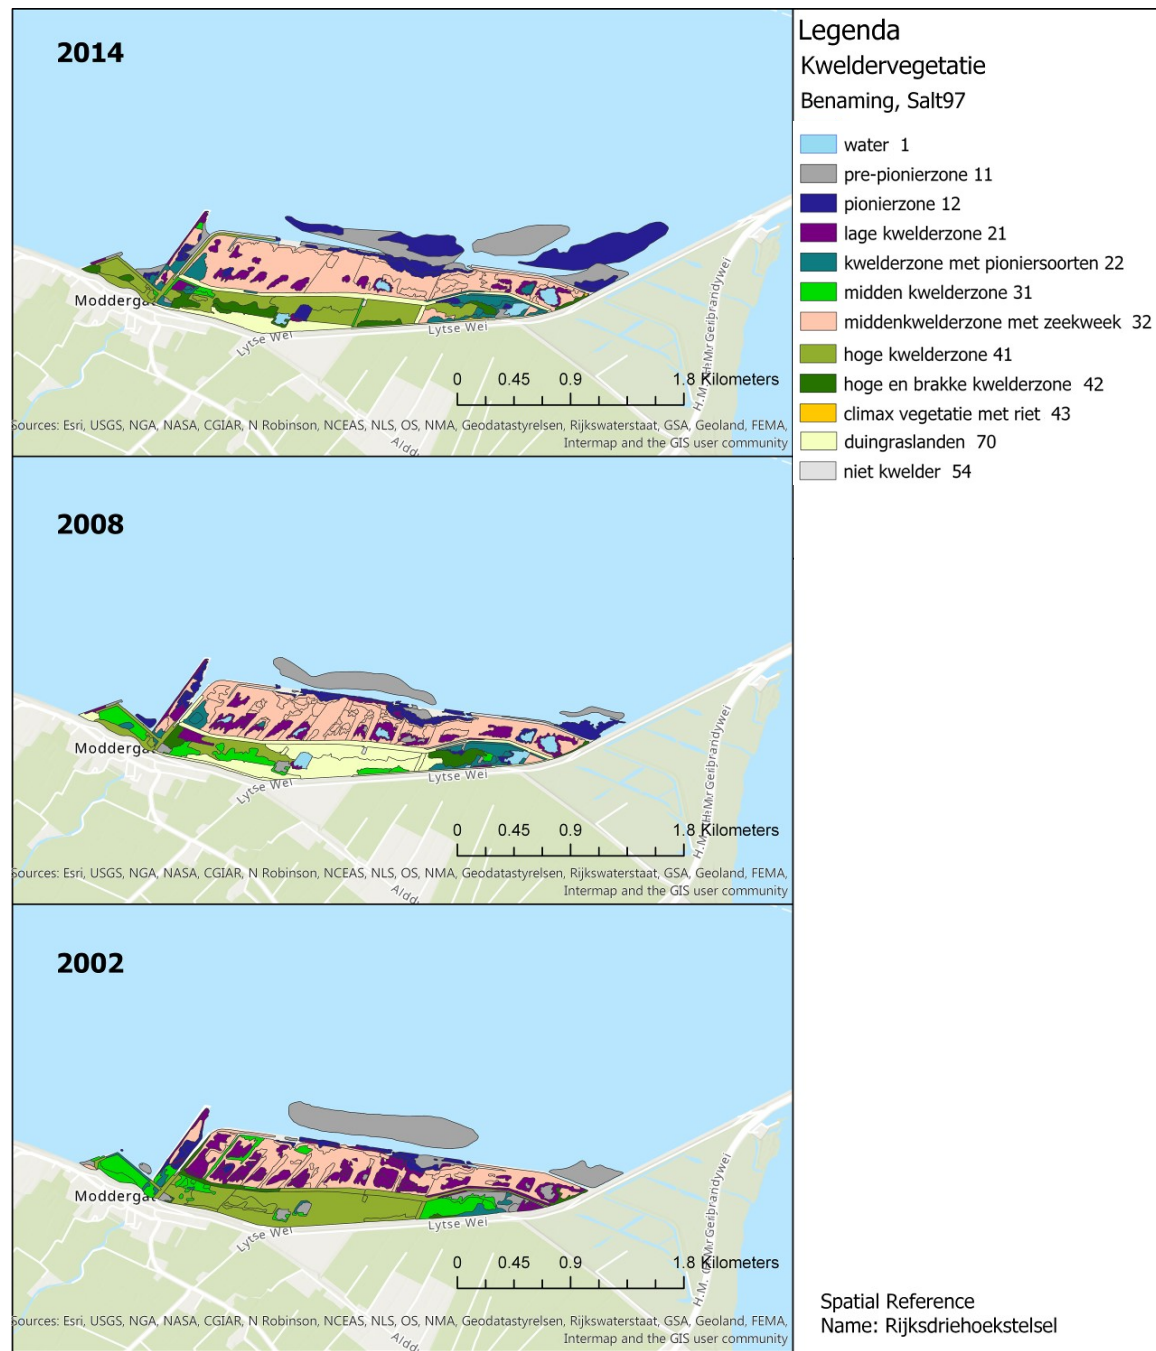 2014
Moddergat
Lytse Wei
Lytse Wei
0 0.45 0.9 1.8 Kilometers
Sources: Esri, USGS, NGA, NASA, CGIAR, N Robinson, NCEAS, NLS, OS, NMA, Geodatastyrelsen, Rijkswaterstaat, GSA, Geoland, FEMA,
Intermap and the GIS user community
2008
Moddergat
Lytse Wei
Lytse Wei
0 0.45 0.9 1.8 Kilometers
Sources: Esri, USGS, NGA, NASA, CGIAR, N Robinson, NCEAS, NLS, OS, NMA, Geodatastyrelsen, Rijkswaterstaat, GSA, Geoland, FEMA,
Intermap and the GIS user community
2002
Moddergat
Lytse Wei
Lytse Wei
0 0.45 0.9 1.8 Kilometers
Sources: Esri, USGS, NGA, NASA, CGIAR, N Robinson, NCEAS, NLS, OS, NMA, Geodatastyrelsen, Rijkswaterstaat, GSA, Geoland, FEMA,
Intermap and the GIS user community
Legenda
Kweldervegetatie
Benaming, Salt97
water 1
pre-pionierzone 11
pionierzone 12
lage kwelderzone 21
kwelderzone met pioniersoorten 22
midden kwelderzone 31
middenkwelderzone met zeekweek 32
hoge kwelderzone 41
hoge en brakke kwelderzone 42
climax vegetatie met riet 43
duingraslanden 70
niet kwelder 54
Spatial Reference
Name: Rijksdriehoekstelsel